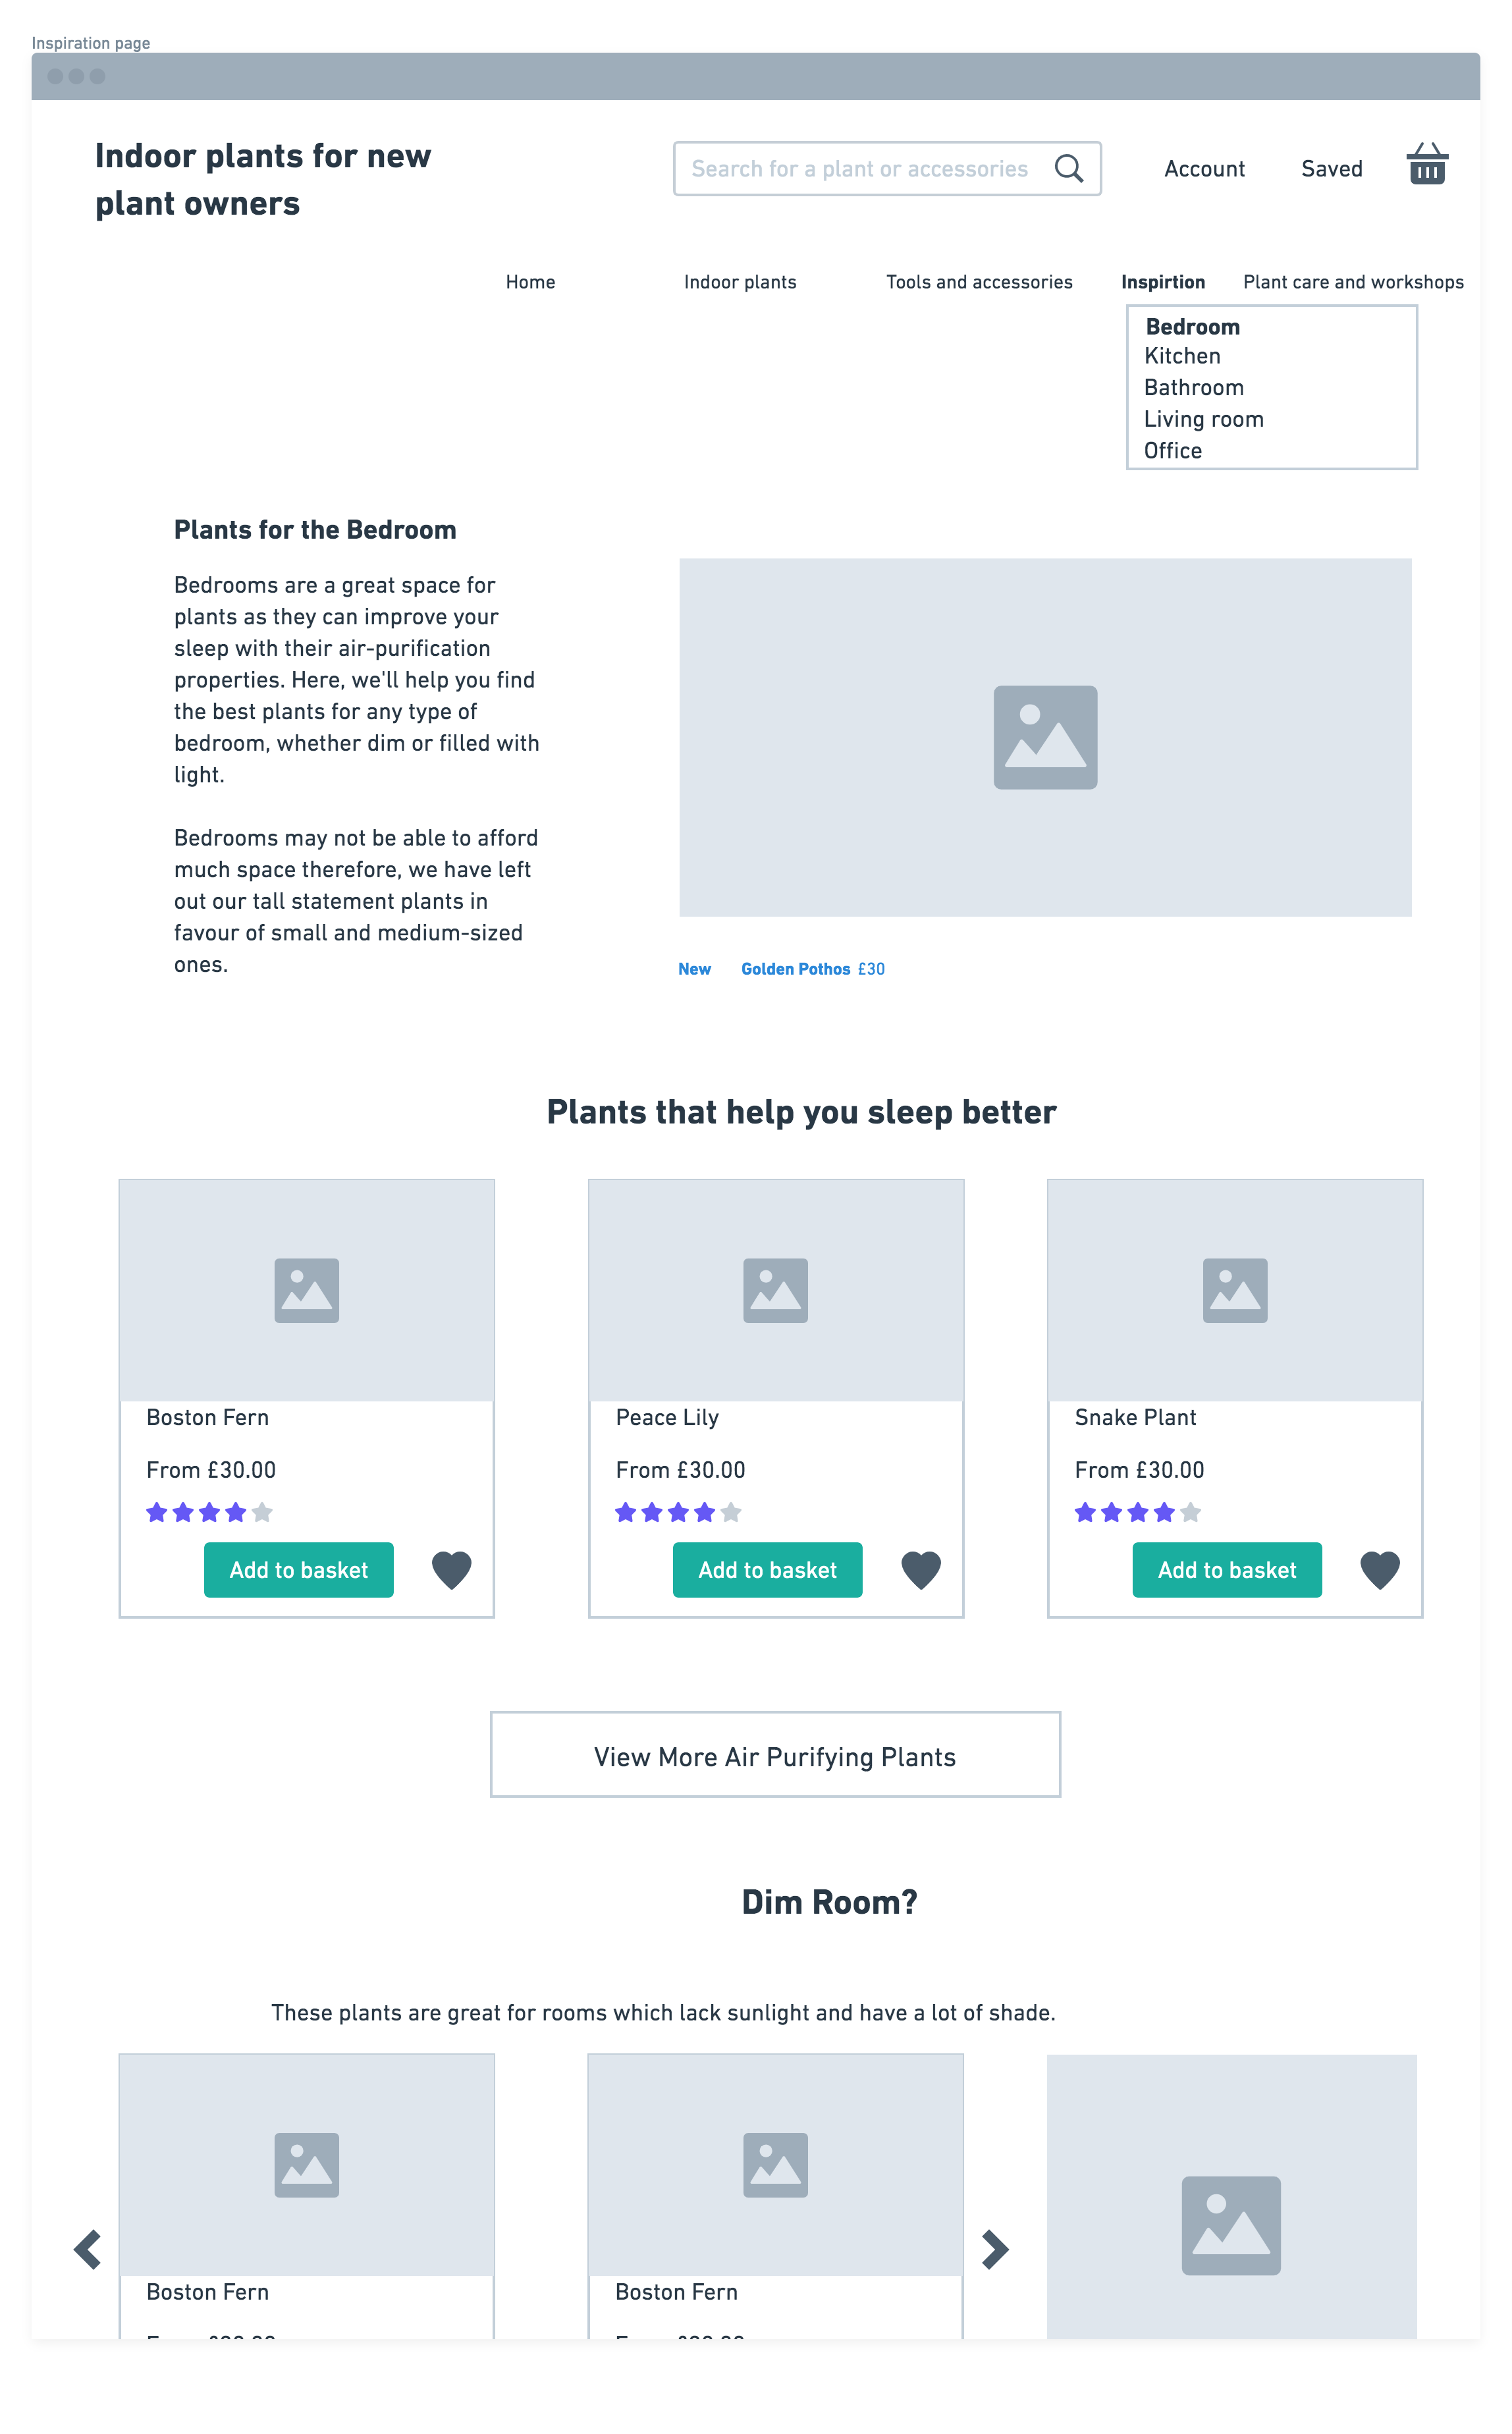 Inspiration page
Indoor plants for new
plant owners
Search for a plant or accessories
Account
Saved
Home
Indoor plants
Tools and accessories
Inspirtion
Plant care and workshops
Bedroom
Kitchen
Bathroom
Living room
Office
Plants for the Bedroom
Bedrooms are a great space for
plants as they can improve your
sleep with their air-purification
properties. Here, we'll help you find
the best plants for any type of
bedroom, whether dim or filled with
light.
Bedrooms may not be able to afford
much space therefore, we have left
out our tall statement plants in
favour of small and medium-sized
ones.
New Golden Pothos £30
Plants that help you sleep better
Boston Fern
From £30.00
Add to basket
Peace Lily
From £30.00
Add to basket
Snake Plant
From £30.00
Add to basket
View More Air Purifying Plants
Dim Room?
These plants are great for rooms which lack sunlight and have a lot of shade.
Boston Fern
Boston Fern